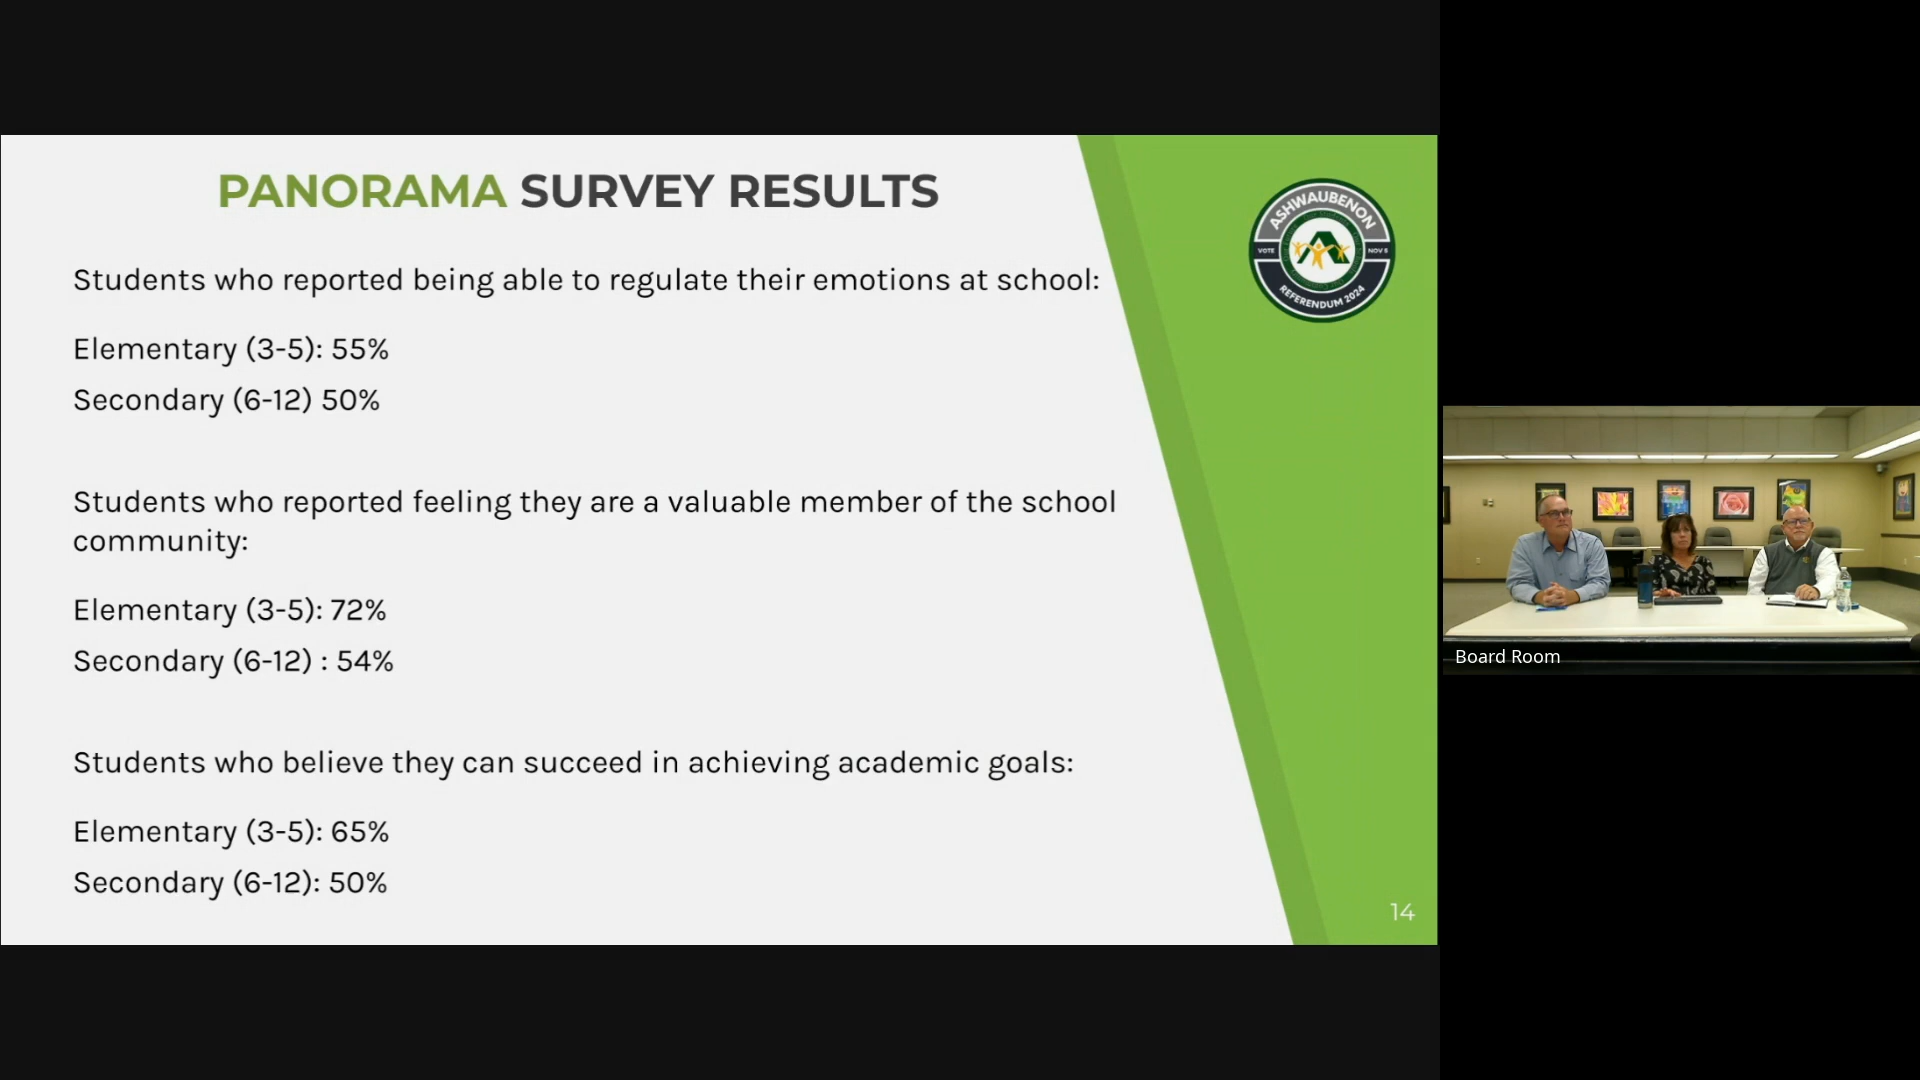 PANORAMA SURVEY RESULTS
Students who reported being able to regulate their emotions at school:
Elementary (3-5): 55%
Secondary (6-12) 50%
Students who reported feeling they are a valuable member of the school
community:
Elementary (3-5): 72%
Secondary (6-12) : 54%
Students who believe they can succeed in achieving academic goals:
Elementary (3-5): 65%
Secondary (6-12): 50%
ASHWAUBENON
VOTE
NOV 5
REFERENDUM 2024
14
Board Room